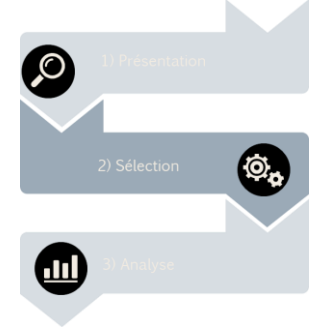 1) Présentation
2) Sélection
3) Analyse